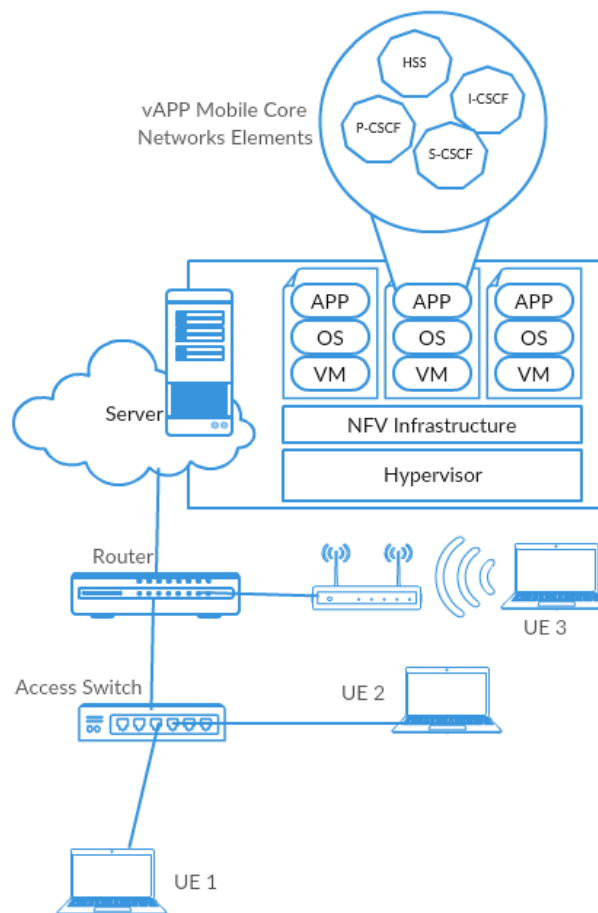 HSS
vAPP Mobile Core
Networks Elements
I-CSCF
P-CSCF
S-CSCF
APP
APP
APP
OS
OS
OS
VM
VM
VM
Server
NFV Infrastructure
Hypervisor
Router
UE 3
Access Switch
UE 2
UE 1